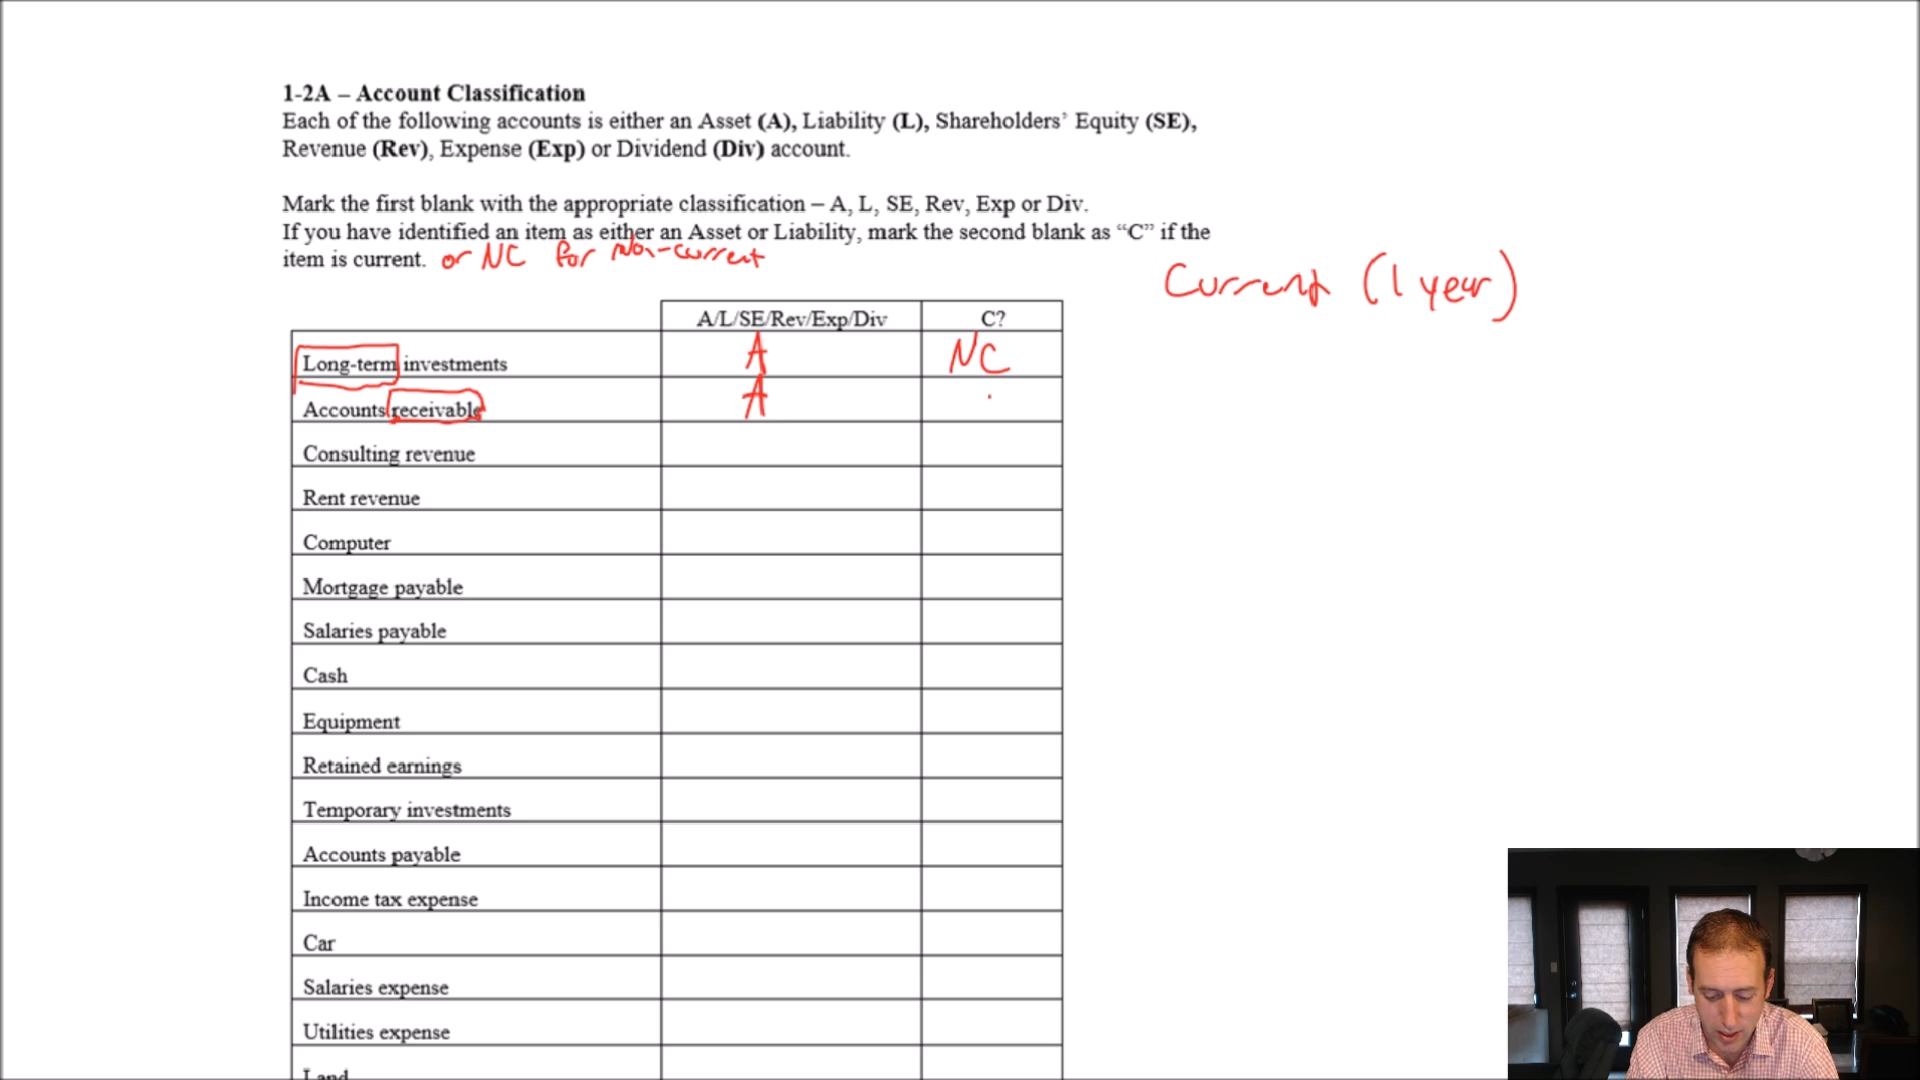 1-2A – Account Classification
Each of the following accounts is either an Asset (A), Liability (L), Shareholders' Equity (SE),
Revenue (Rev), Expense (Exp) or Dividend (Div) account.
Mark the first blank with the appropriate classification – A, L, SE, Rev, Exp or Div.
If you have identified an item as either an Asset or Liability, mark the second blank as “C” if the
item is current. or NC for Non-current
Current (1 year)
A/L/SE/Rev/Exp/Div C?
Long-term investments A NC
Accounts receivable A
Consulting revenue
Rent revenue
Computer
Mortgage payable
Salaries payable
Cash
Equipment
Retained earnings
Temporary investments
Accounts payable
Income tax expense
Car
Salaries expense
Utilities expense
Land